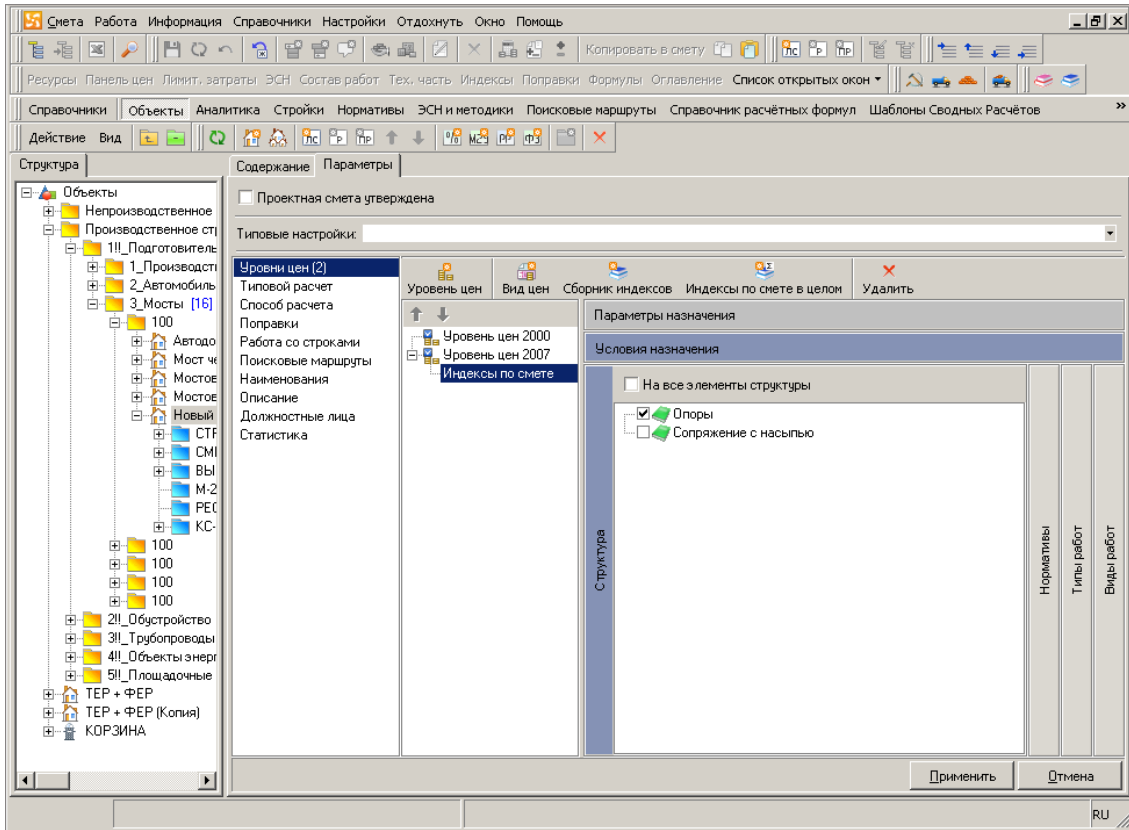 Смета Работа Информация Справочники Настройки Отдохнуть Окно Помощь
Копировать в смету
Ресурсы Панель цен Лимит. затраты ЭСН Состав работ Тех. часть Индексы Поправки Формулы Оглавление Список открытых окон
Справочники Объекты Аналитика Стройки Нормативы ЭСН и методики Поисковые маршруты Справочник расчётных формул Шаблоны Сводных Расчётов »
Действие Вид
Структура
Содержание Параметры
Объекты
Непроизводственное
Производственное стр
1!!_Подготовитель
1_Производст
2_Автомобиль
3_Мосты [16]
100
Автодо
Мост че
Мостов
Мостов
Новый
СТР
СМЕ
ВЫ
М-2
РЕС
КС-
100
100
100
100
2!!_Обустройство
3!!_Трубопроводы
4!!_Объекты энерг
5!!_Площадочные
ТЕР + ФЕР
ТЕР + ФЕР (Копия)
КОРЗИНА
Проектная смета утверждена
Типовые настройки:
Уровни цен (2)
Типовой расчет
Способ расчета
Поправки
Работа со строками
Поисковые маршруты
Наименования
Описание
Должностные лица
Статистика
Уровень цен Вид цен Сборник индексов Индексы по смете в целом Удалить
Уровень цен 2000
Уровень цен 2007
Индексы по смете
Параметры назначения
Условия назначения
Структура
На все элементы структуры
Опоры
Сопряжение с насыпью
Нормативы
Типы работ
Виды работ
Применить Отмена
RU